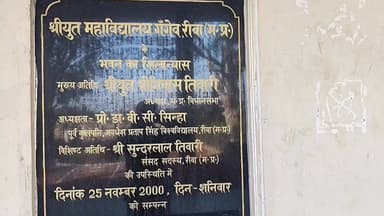 श्रीयुत महाविद्यालय गँगेव रीवा (म॰प्र॰)
के
भवन का शिलान्यास
मुख्य अतिथि श्रीयुत श्रीनिवास तिवारी
अध्यक्ष म॰प्र॰ विधानसभा
अध्यक्षता- प्रो॰डा॰वी॰सी॰सिन्हा
पूर्व कुलपति, अवधेश प्रताप सिंह विश्वविद्यालय, रीवा (म॰प्र॰)
विशिष्ट अतिथि- श्री सुन्दरलाल तिवारी
संसद सदस्य, रीवा (म॰प्र॰)
की उपस्थिति में
दिनांक 25 नवम्बर 2000, दिन-शनिवार
को सम्पन्न